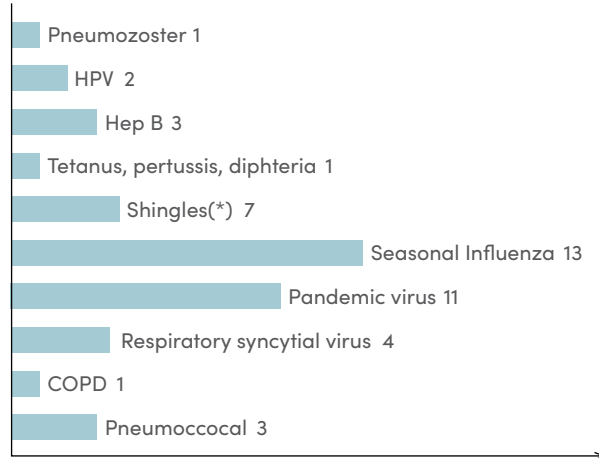 Pneumozoster 1
HPV 2
Hep B 3
Tetanus, pertussis, diphteria 1
Shingles(*) 7
Seasonal Influenza 13
Pandemic virus 11
Respiratory syncytial virus 4
COPD 1
Pneumoccocal 3